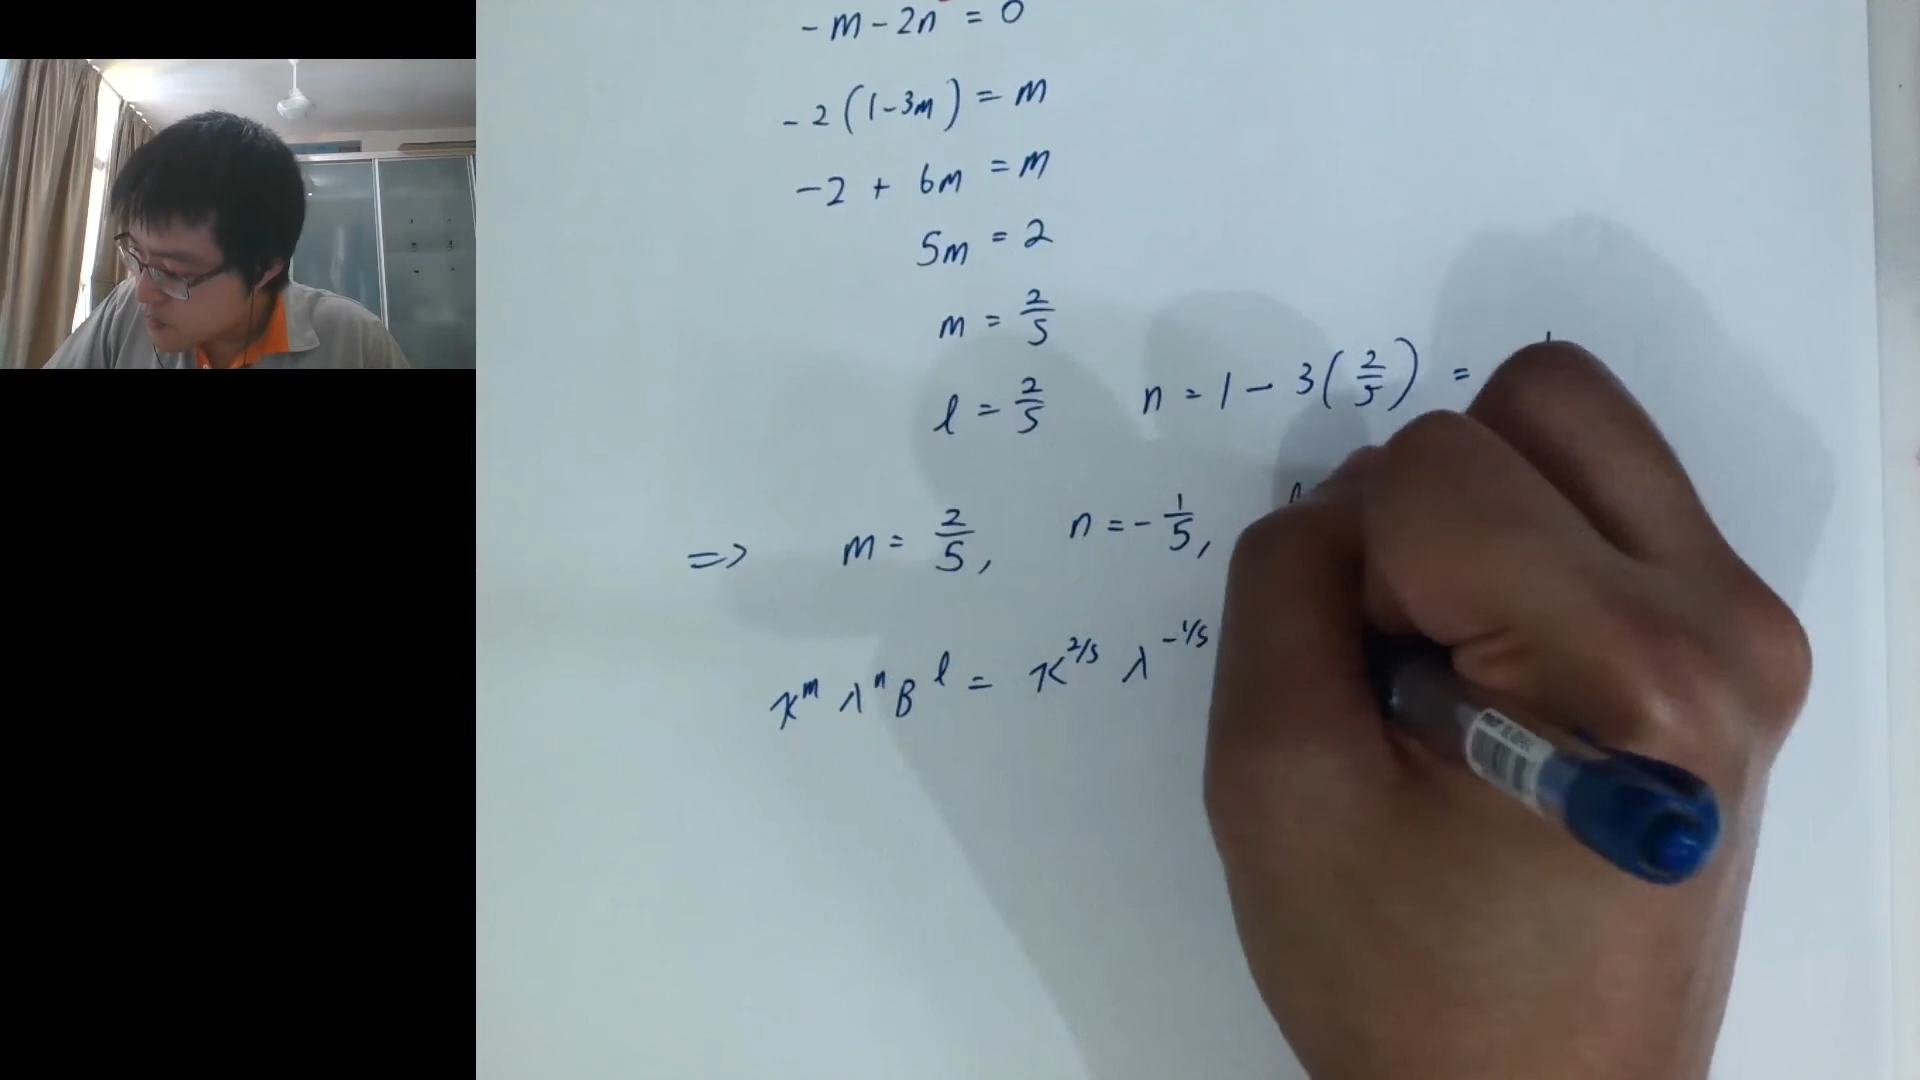 -m-2n = 0
-2(1-3m) = m
-2 + 6m = m
5m = 2
m = 2/5
l = 2/5   n = 1 - 3(2/5) =
=> m = 2/5, n = -1/5,
κ^m λ^n B^l = κ^2/5 λ^-1/5